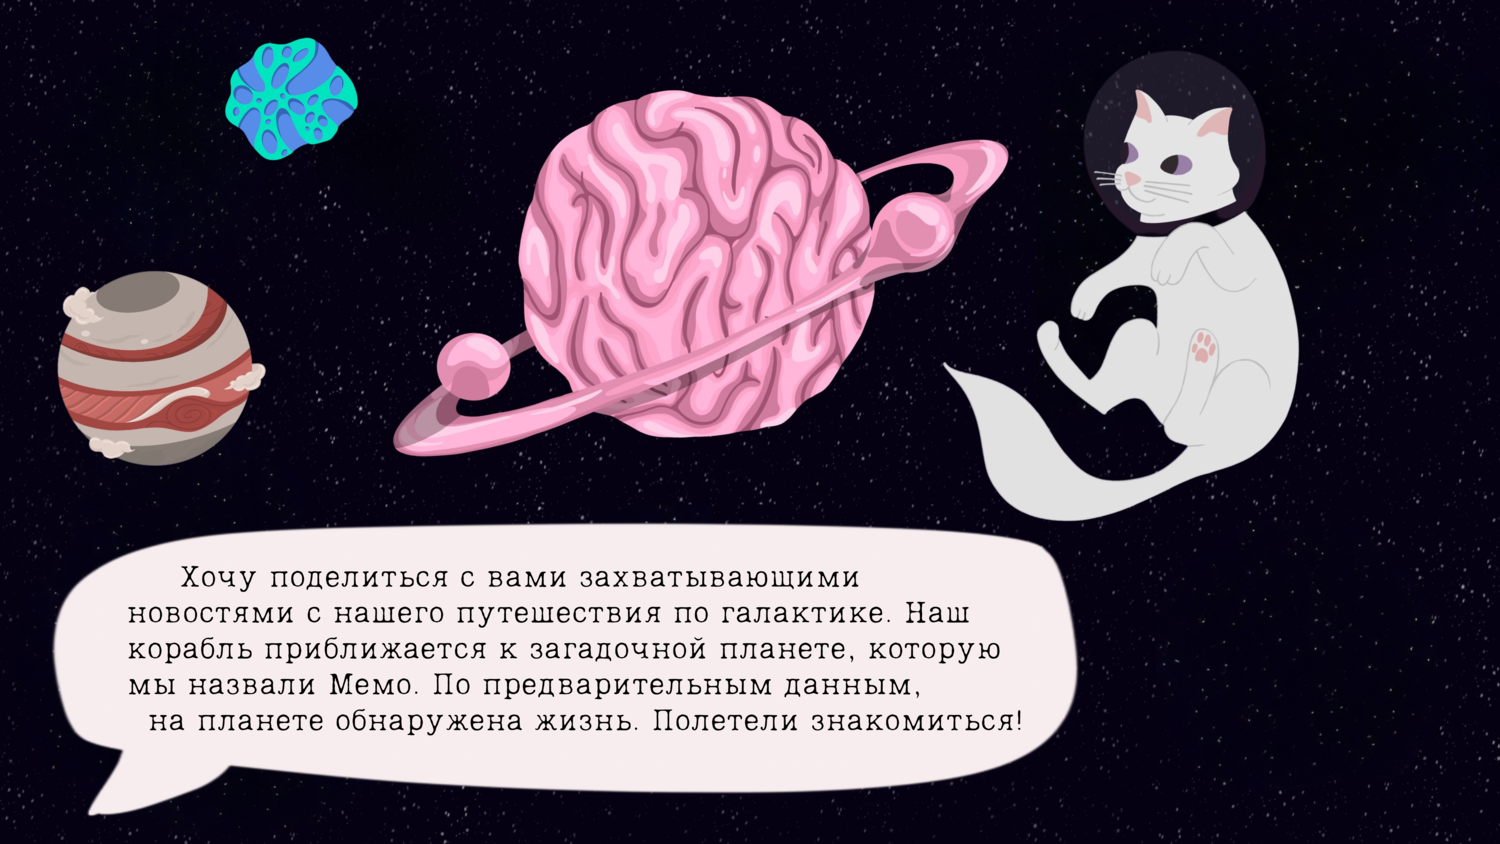 Хочу поделиться с вами захватывающими
новостями с нашего путешествия по галактике. Наш
корабль приближается к загадочной планете, которую
мы назвали Мемо. По предварительным данным,
на планете обнаружена жизнь. Полетели знакомиться!